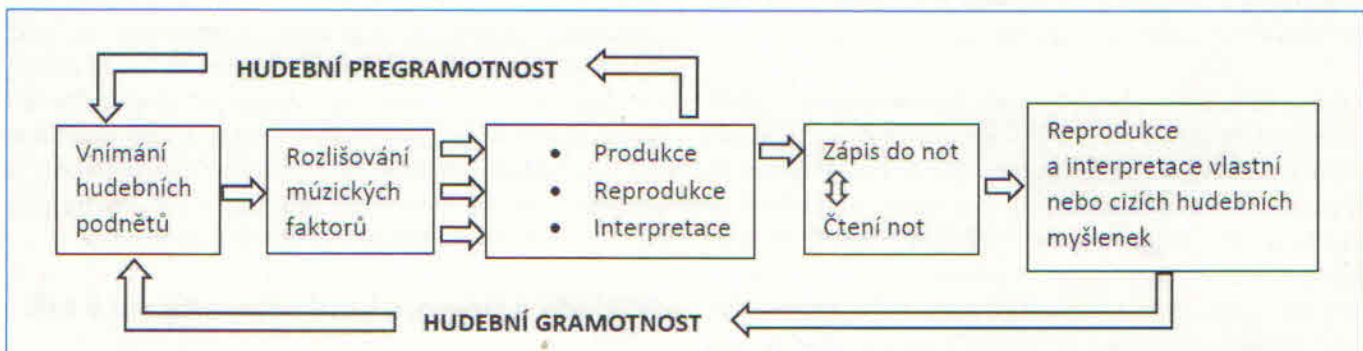 HUDEBNÍ PREGRAMOTNOST
Vnímání
hudebních
podnětů
Rozlišování
múzických
faktorů
• Produkce
• Reprodukce
• Interpretace
Zápis do not
Čtení not
Reprodukce
a interpretace vlastní
nebo cizích hudebních
myšlenek
HUDEBNÍ GRAMOTNOST